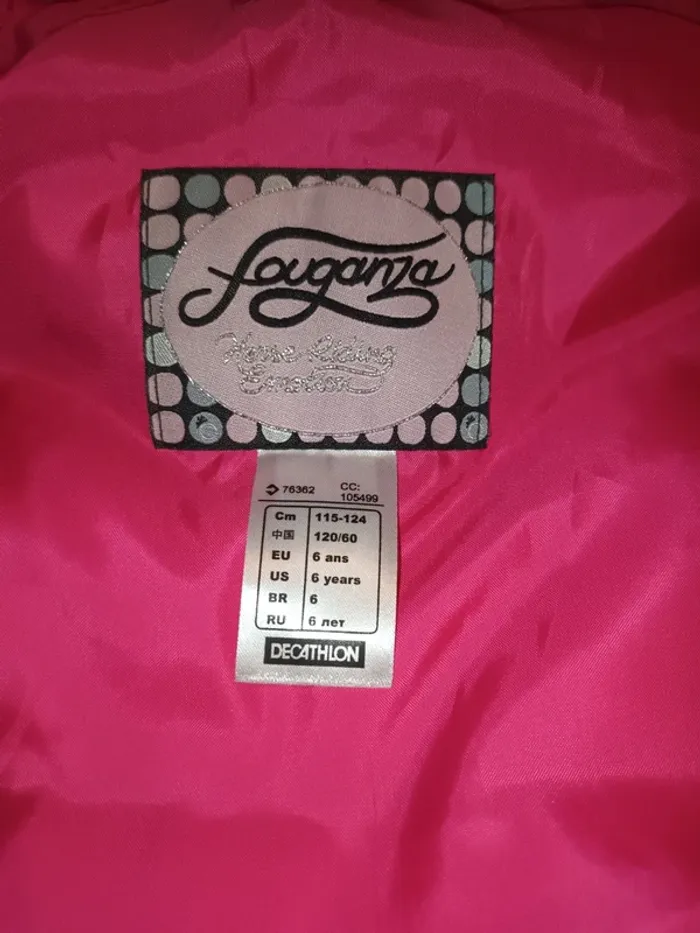 fouganza
Horse Riding
Emotion
76362 CC:
105499
Cm 115-124
中国 120/60
EU 6 ans
US 6 years
BR 6
RU 6 лет
DECATHLON